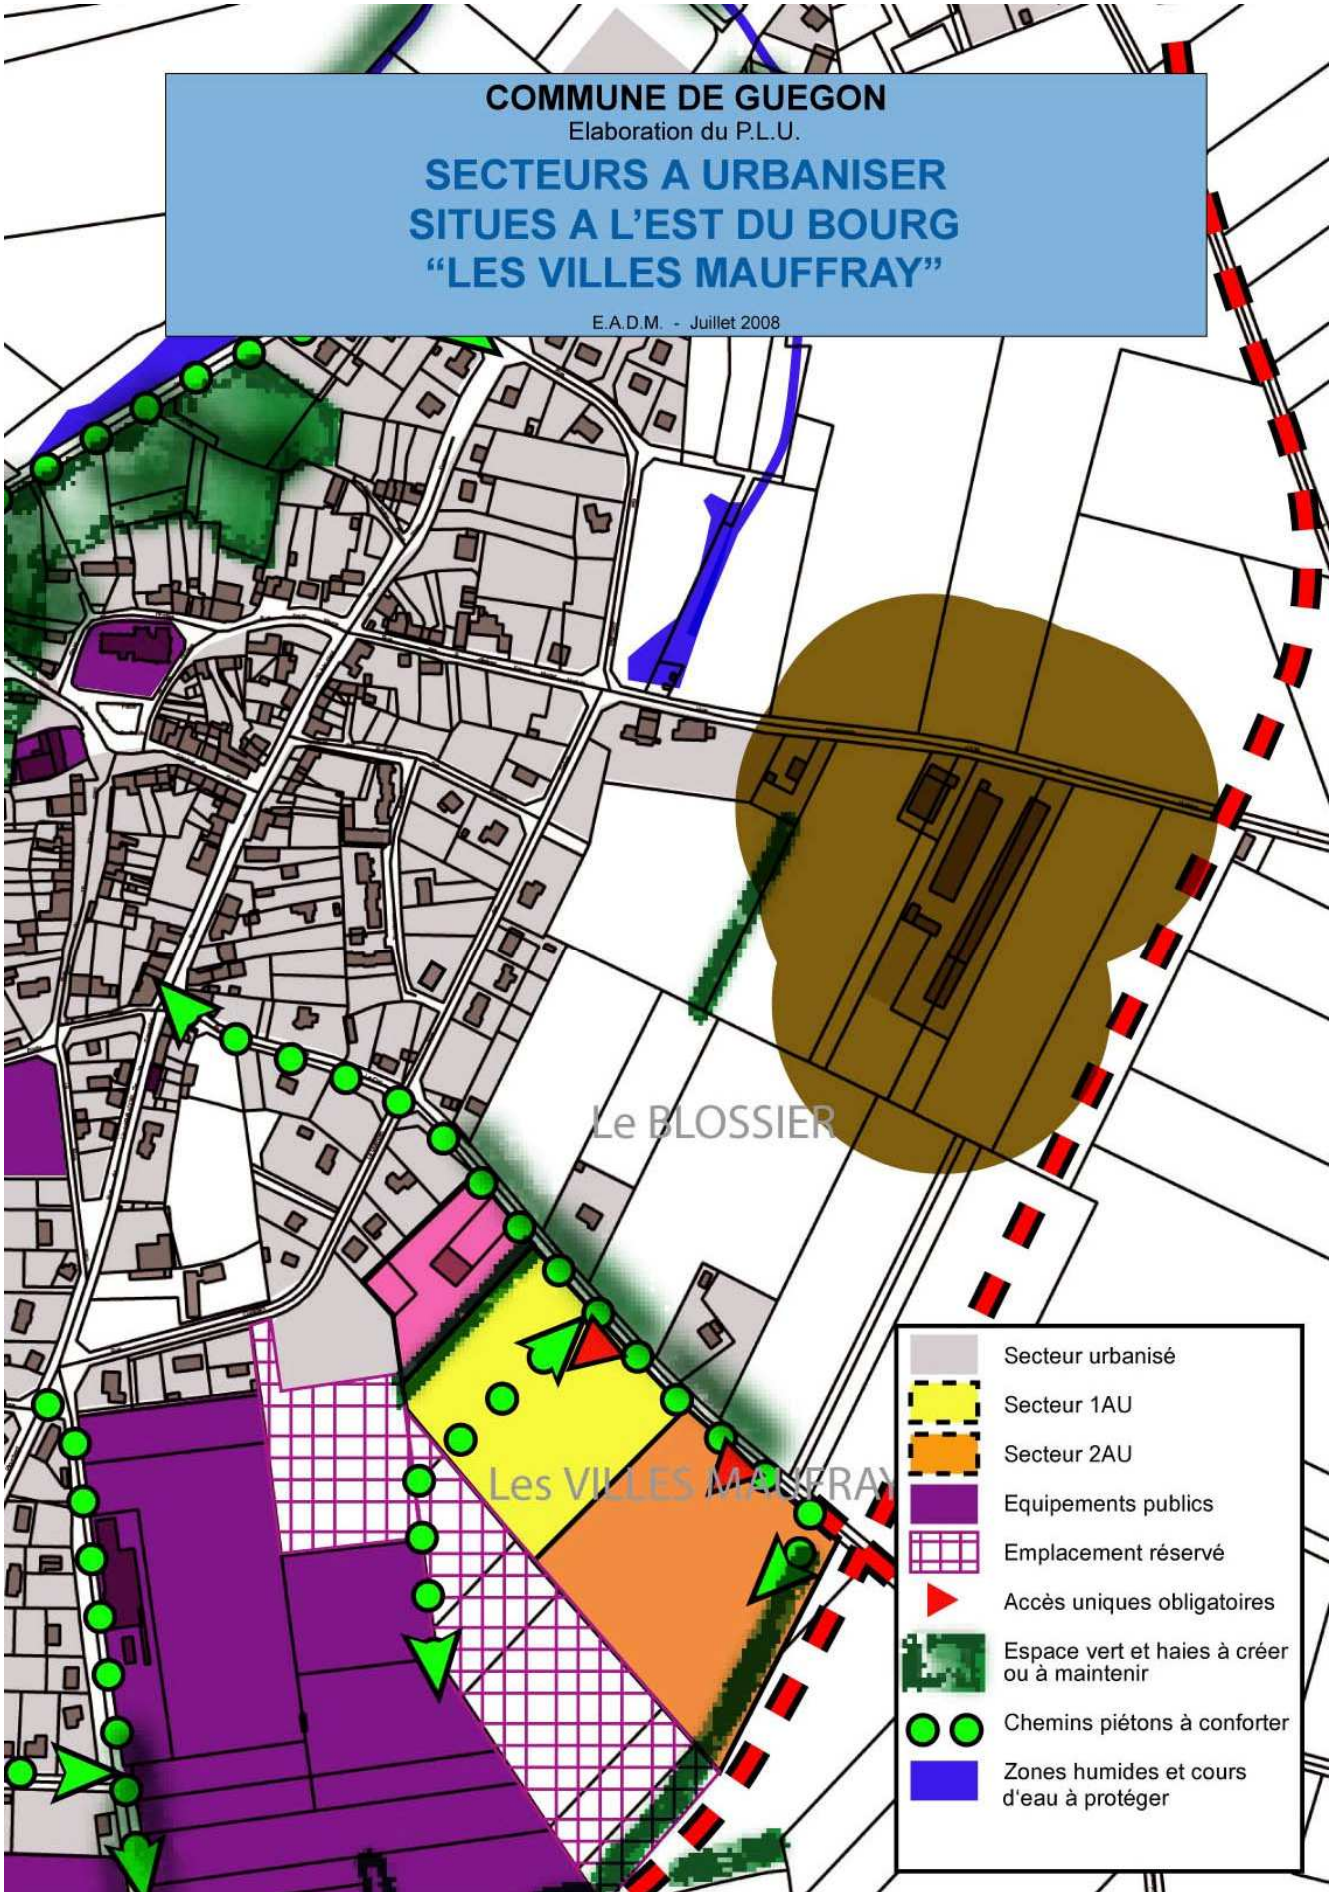 COMMUNE DE GUEGON
Elaboration du P.L.U.
SECTEURS A URBANISER
SITUES A L'EST DU BOURG
“LES VILLES MAUFFRAY”
E.A.D.M. - Juillet 2008
Le BLOSSIER
Les VILLES MAUFRAY
Secteur urbanisé
Secteur 1AU
Secteur 2AU
Equipements publics
Emplacement réservé
Accès uniques obligatoires
Espace vert et haies à créer
ou à maintenir
Chemins piétons à conforter
Zones humides et cours
d'eau à protéger